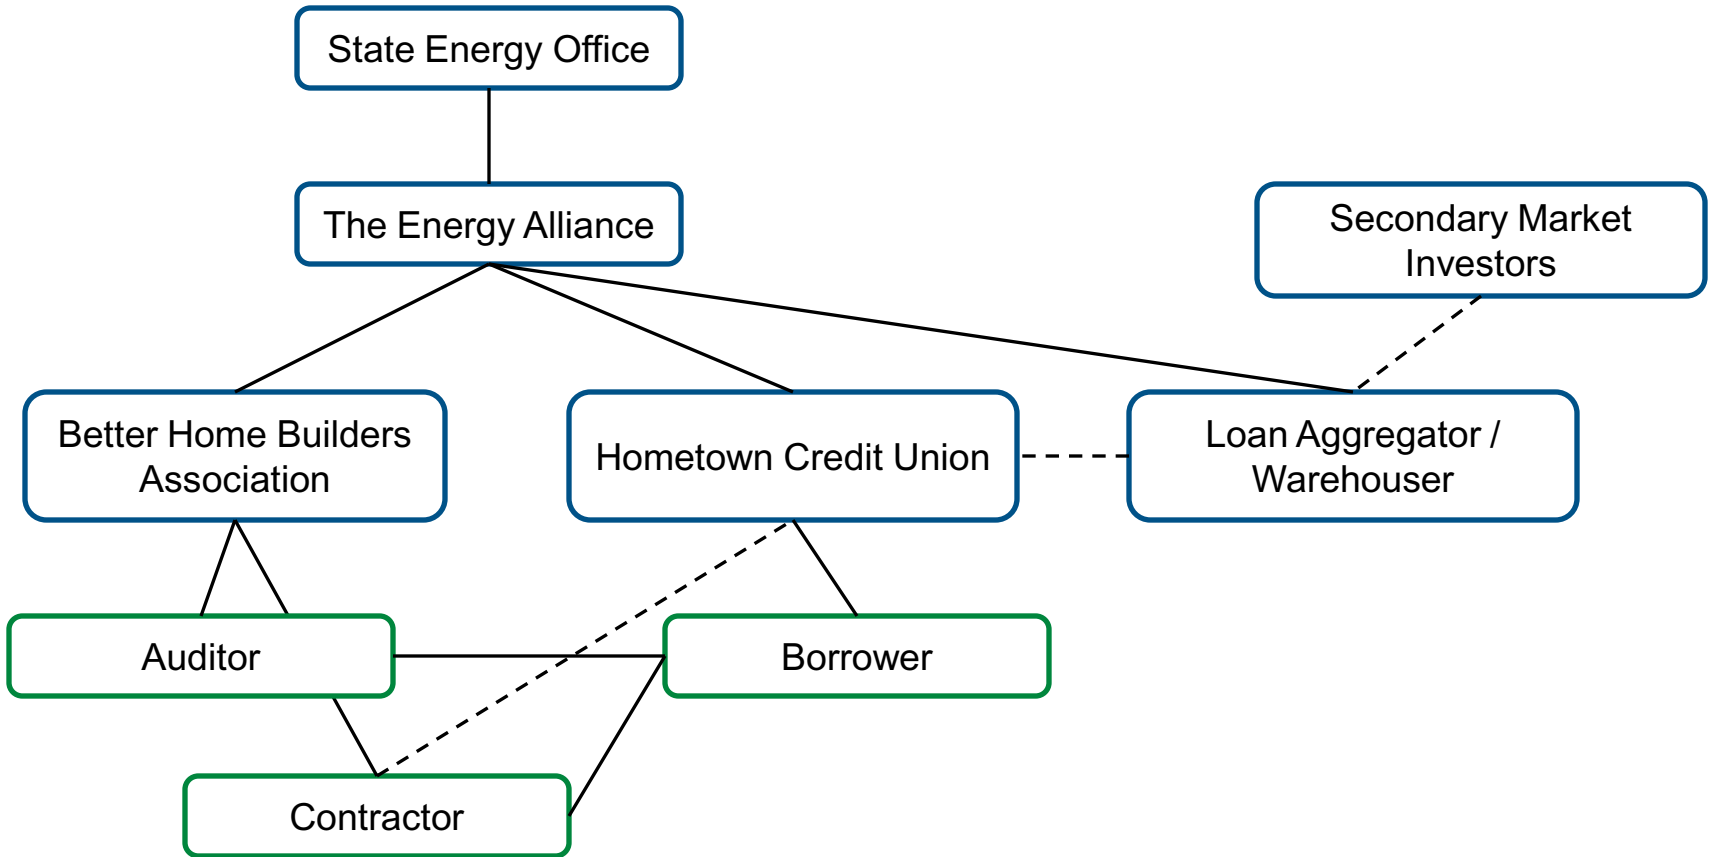 State Energy Office
The Energy Alliance
Secondary Market
Investors
Better Home Builders
Association
Hometown Credit Union
Loan Aggregator /
Warehouser
Auditor
Borrower
Contractor